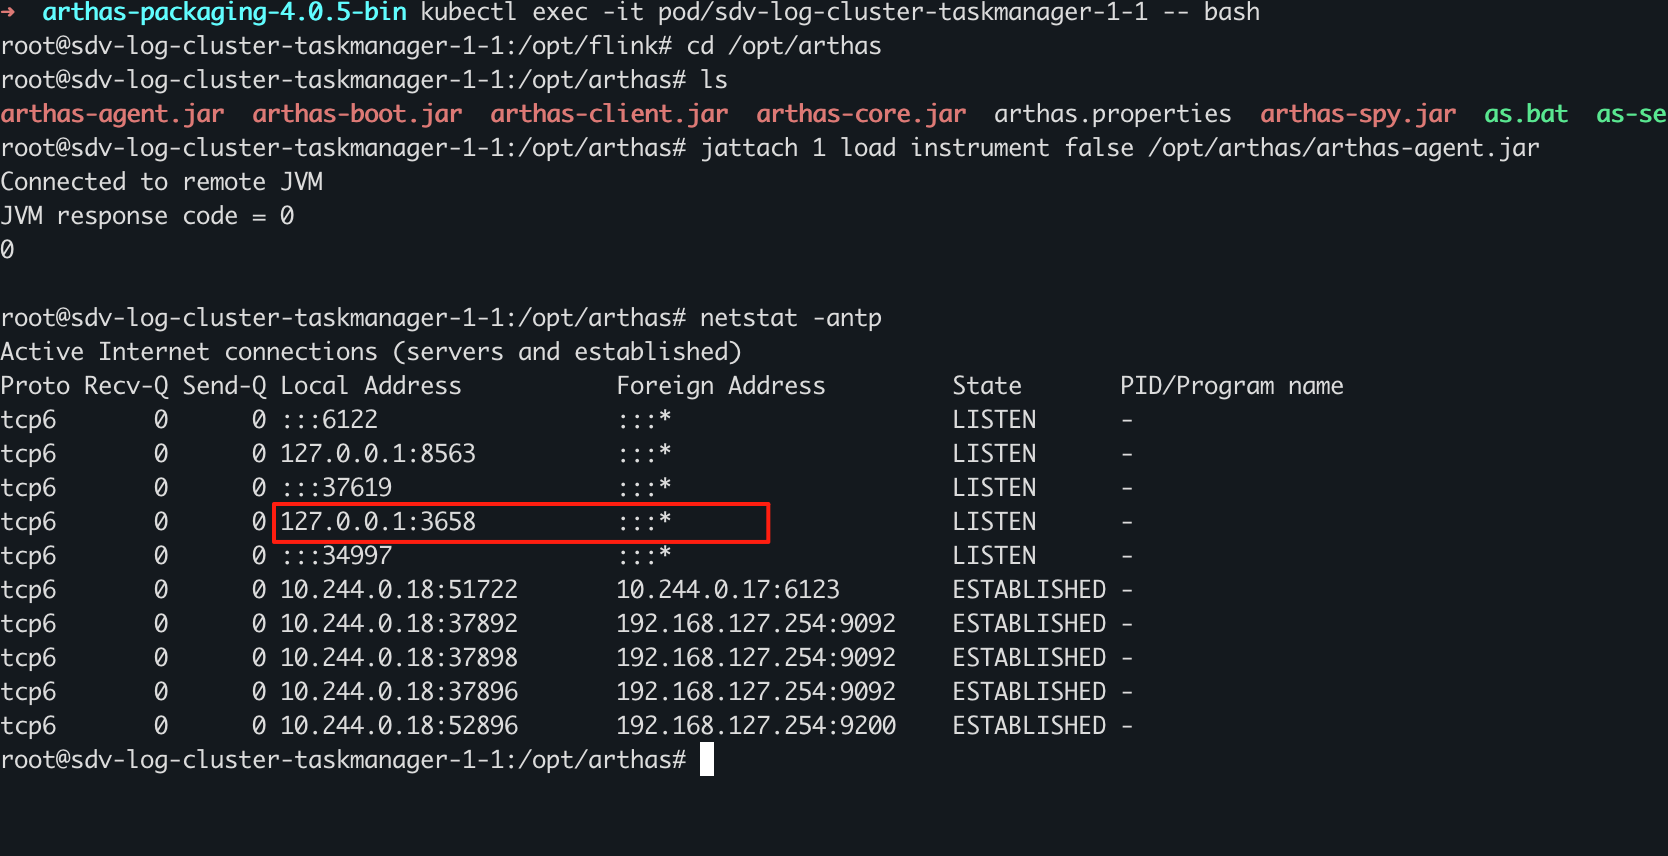 → arthas-packaging-4.0.5-bin kubectl exec -it pod/sdv-log-cluster-taskmanager-1-1 -- bash
root@sdv-log-cluster-taskmanager-1-1:/opt/flink# cd /opt/arthas
root@sdv-log-cluster-taskmanager-1-1:/opt/arthas# ls
arthas-agent.jar arthas-boot.jar arthas-client.jar arthas-core.jar arthas.properties arthas-spy.jar as.bat as-se
root@sdv-log-cluster-taskmanager-1-1:/opt/arthas# jattach 1 load instrument false /opt/arthas/arthas-agent.jar
Connected to remote JVM
JVM response code = 0
0
root@sdv-log-cluster-taskmanager-1-1:/opt/arthas# netstat -antp
Active Internet connections (servers and established)
Proto Recv-Q Send-Q Local Address Foreign Address State PID/Program name
tcp6 0 0 :::6122 :::* LISTEN -
tcp6 0 0 127.0.0.1:8563 :::* LISTEN -
tcp6 0 0 :::37619 :::* LISTEN -
tcp6 0 0 127.0.0.1:3658 :::* LISTEN -
tcp6 0 0 :::34997 :::* LISTEN -
tcp6 0 0 10.244.0.18:51722 10.244.0.17:6123 ESTABLISHED -
tcp6 0 0 10.244.0.18:37892 192.168.127.254:9092 ESTABLISHED -
tcp6 0 0 10.244.0.18:37898 192.168.127.254:9092 ESTABLISHED -
tcp6 0 0 10.244.0.18:37896 192.168.127.254:9092 ESTABLISHED -
tcp6 0 0 10.244.0.18:52896 192.168.127.254:9200 ESTABLISHED -
root@sdv-log-cluster-taskmanager-1-1:/opt/arthas#